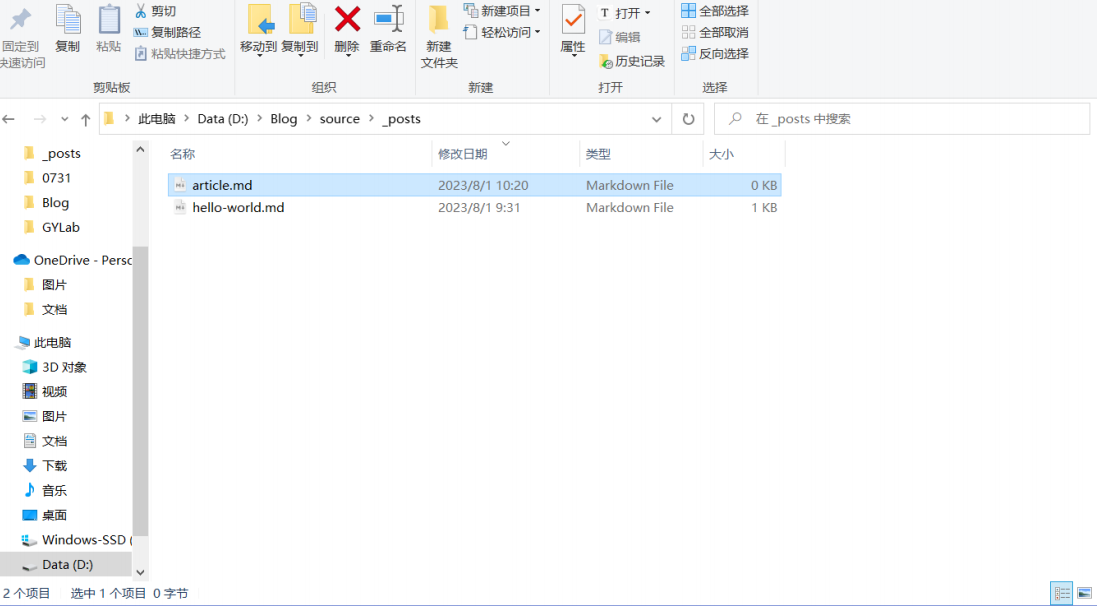 剪切 新建项目 打开 全部选择
复制路径 轻松访问 编辑 全部取消
固定到 复制 粘贴 粘贴快捷方式 移动到 复制到 删除 重命名 新建 属性 历史记录 反向选择
快速访问 文件夹
剪贴板 组织 新建 打开 选择
此电脑 Data (D:) Blog source _posts 在 _posts 中搜索
名称 修改日期 类型 大小
article.md 2023/8/1 10:20 Markdown File 0 KB
hello-world.md 2023/8/1 9:31 Markdown File 1 KB
_posts
0731
Blog
GYLab
OneDrive - Persc
图片
文档
此电脑
3D 对象
视频
图片
文档
下载
音乐
桌面
Windows-SSD (
Data (D:)
2 个项目 选中 1 个项目 0 字节